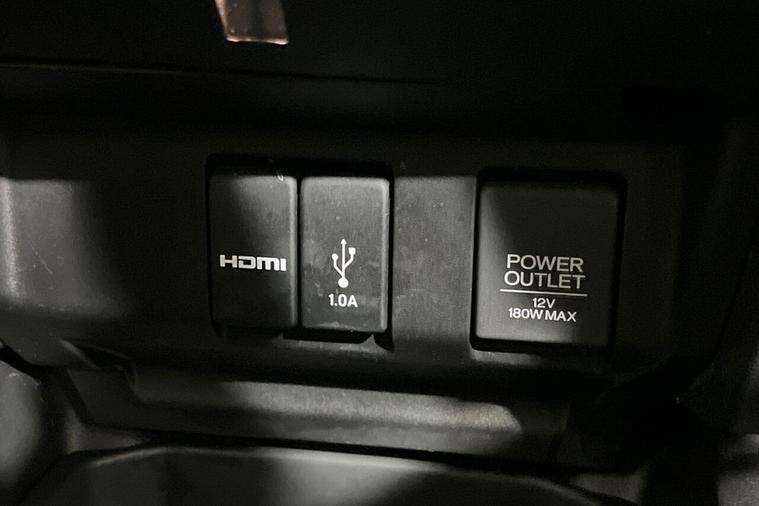 HDMI
1.0A
POWER
OUTLET
12V
180W MAX